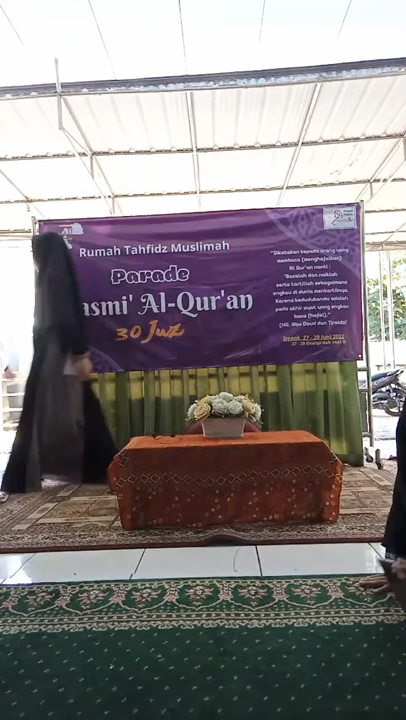 Rumah Tahfidz Muslimah
Parade
asmi' Al-Qur'an
30 Juz
"Dikatakan kepada orang yang
membaca (menghafalkan)
Al Qur'an nanti :
"Bacalah dan naiklah
serta tartillah sebagaimana
engkau di dunia mentartilnya.
Karena kedudukanmu adalah
pada akhir ayat yang engkau
baca (hafal)."
(HR. Abu Daud dan Tirmidzi)
Depok, 27 - 29 Juni 2022